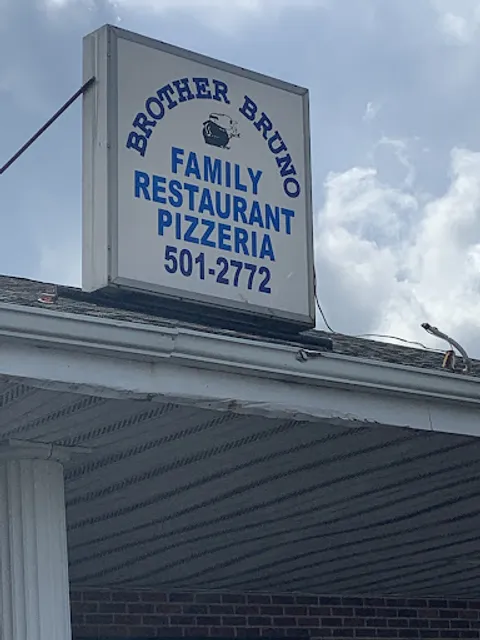 BROTHER BRUNO
FAMILY
RESTAURANT
PIZZERIA
501-2772